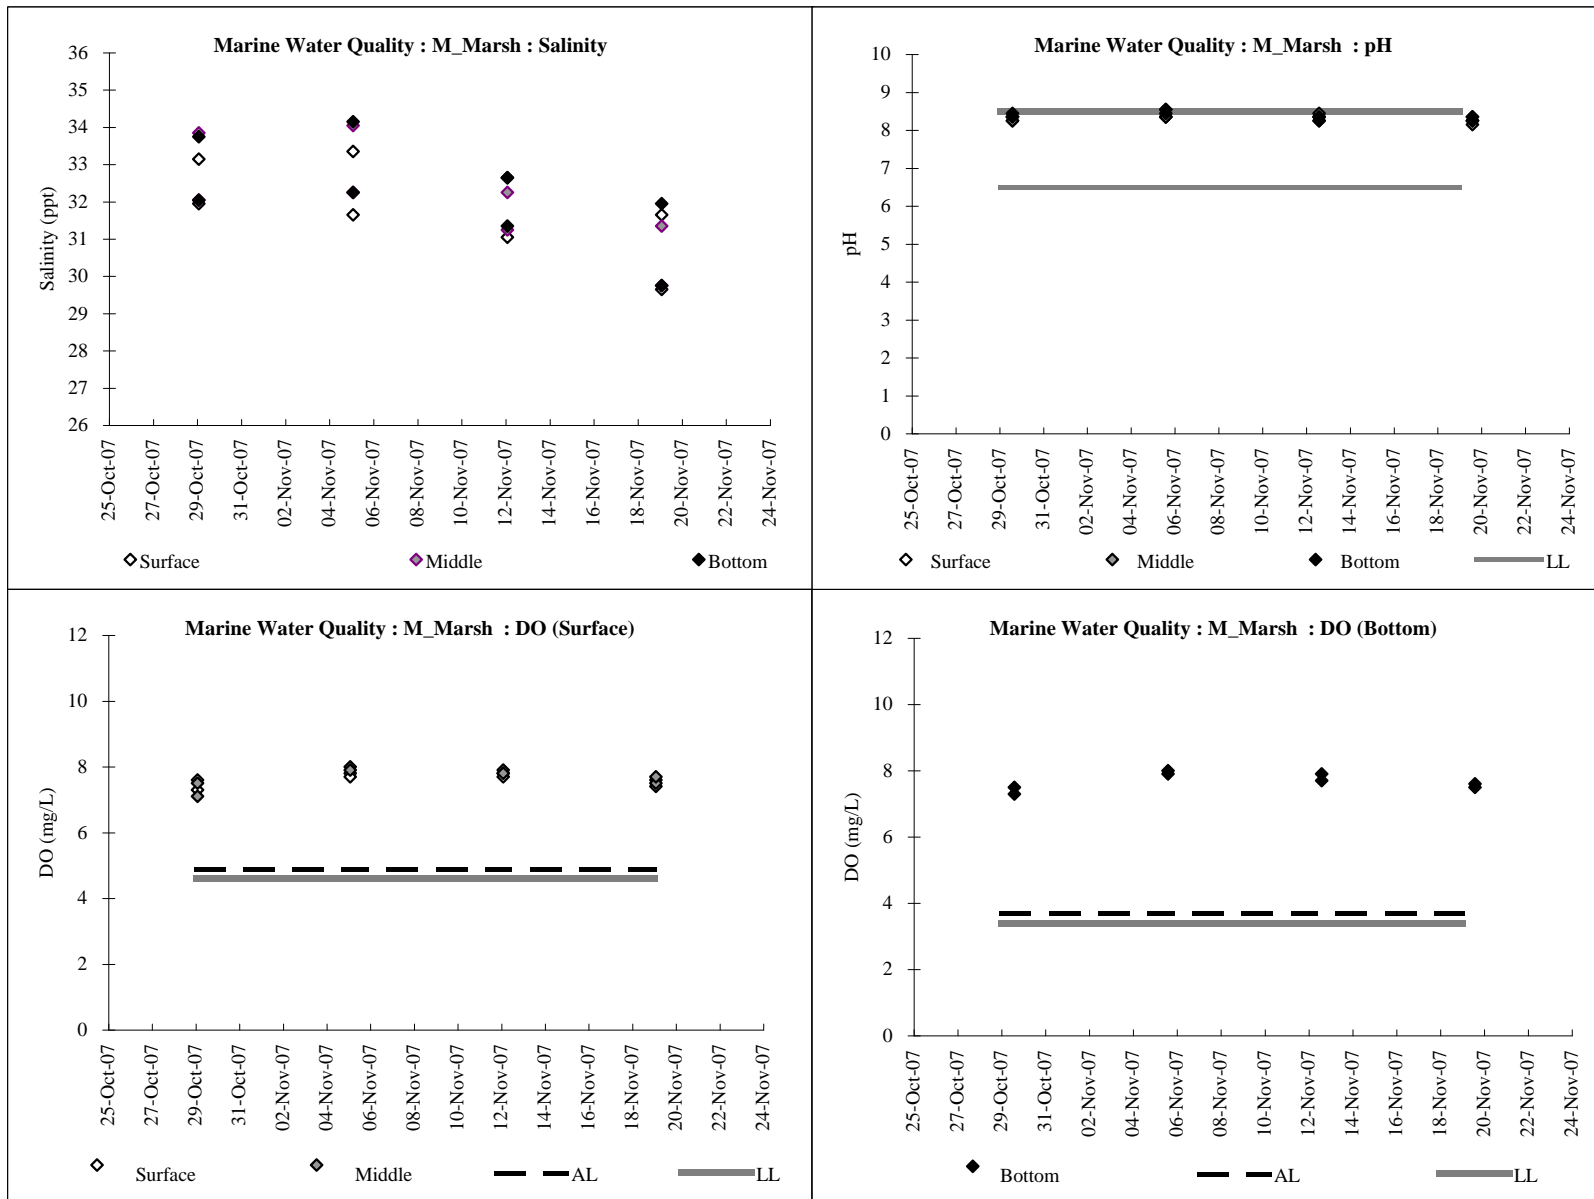 Marine Water Quality : M_Marsh : Salinity
36
35
34
33
32
31
30
29
28
27
26
Salinity (ppt)
25-Oct-07
27-Oct-07
29-Oct-07
31-Oct-07
02-Nov-07
04-Nov-07
06-Nov-07
08-Nov-07
10-Nov-07
12-Nov-07
14-Nov-07
16-Nov-07
18-Nov-07
20-Nov-07
22-Nov-07
24-Nov-07
Surface Middle Bottom
Marine Water Quality : M_Marsh : pH
10
9
8
7
6
5
4
3
2
1
0
pH
25-Oct-07
27-Oct-07
29-Oct-07
31-Oct-07
02-Nov-07
04-Nov-07
06-Nov-07
08-Nov-07
10-Nov-07
12-Nov-07
14-Nov-07
16-Nov-07
18-Nov-07
20-Nov-07
22-Nov-07
24-Nov-07
Surface Middle Bottom LL
Marine Water Quality : M_Marsh : DO (Surface)
12
10
8
6
4
2
0
DO (mg/L)
25-Oct-07
27-Oct-07
29-Oct-07
31-Oct-07
02-Nov-07
04-Nov-07
06-Nov-07
08-Nov-07
10-Nov-07
12-Nov-07
14-Nov-07
16-Nov-07
18-Nov-07
20-Nov-07
22-Nov-07
24-Nov-07
Surface Middle AL LL
Marine Water Quality : M_Marsh : DO (Bottom)
12
10
8
6
4
2
0
DO (mg/L)
25-Oct-07
27-Oct-07
29-Oct-07
31-Oct-07
02-Nov-07
04-Nov-07
06-Nov-07
08-Nov-07
10-Nov-07
12-Nov-07
14-Nov-07
16-Nov-07
18-Nov-07
20-Nov-07
22-Nov-07
24-Nov-07
Bottom AL LL